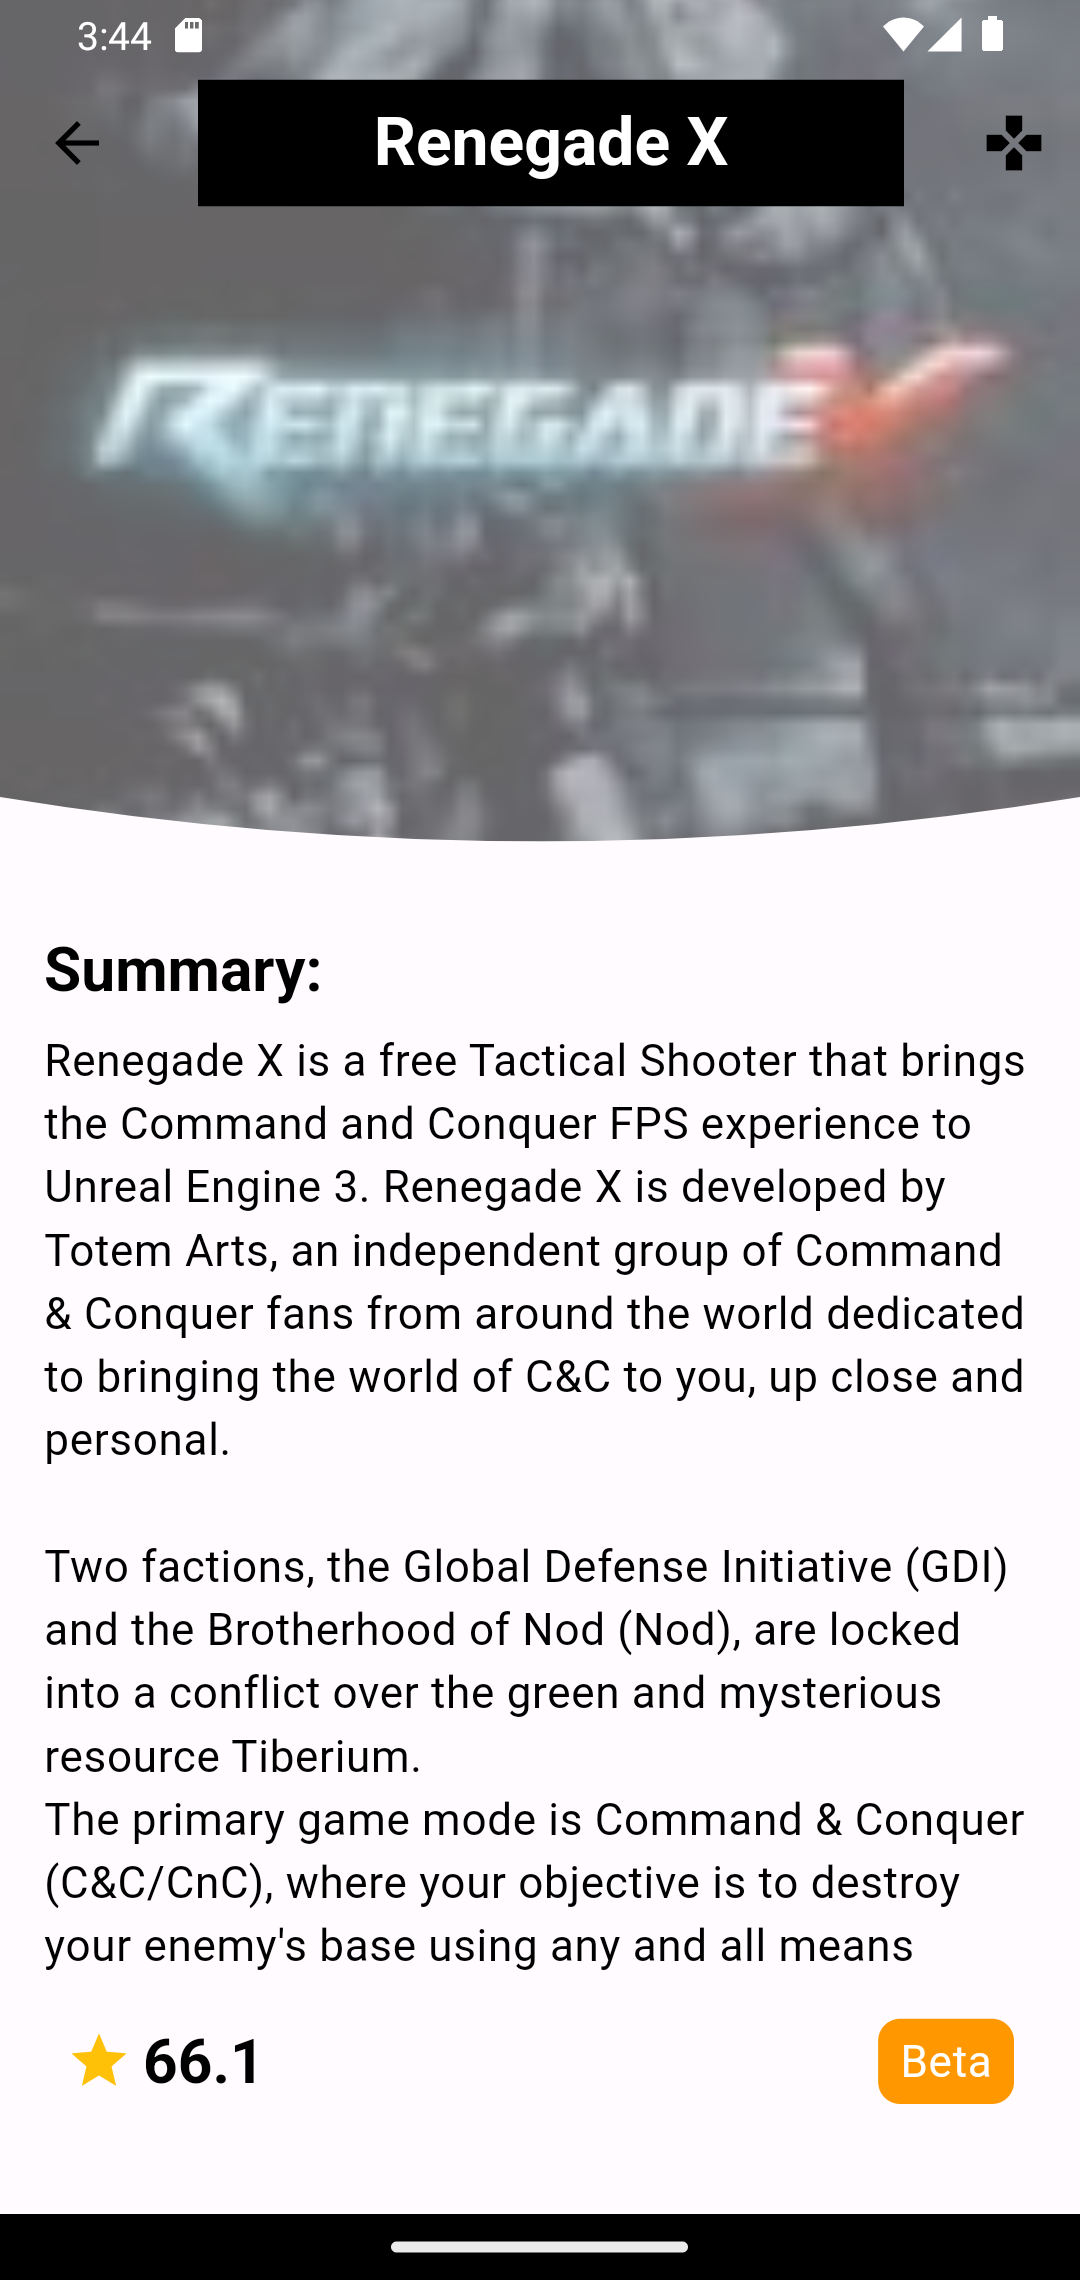 3:44
Renegade X
RENEGADE X
Summary:
Renegade X is a free Tactical Shooter that brings
the Command and Conquer FPS experience to
Unreal Engine 3. Renegade X is developed by
Totem Arts, an independent group of Command
& Conquer fans from around the world dedicated
to bringing the world of C&C to you, up close and
personal.
Two factions, the Global Defense Initiative (GDI)
and the Brotherhood of Nod (Nod), are locked
into a conflict over the green and mysterious
resource Tiberium.
The primary game mode is Command & Conquer
(C&C/CnC), where your objective is to destroy
your enemy's base using any and all means
66.1
Beta